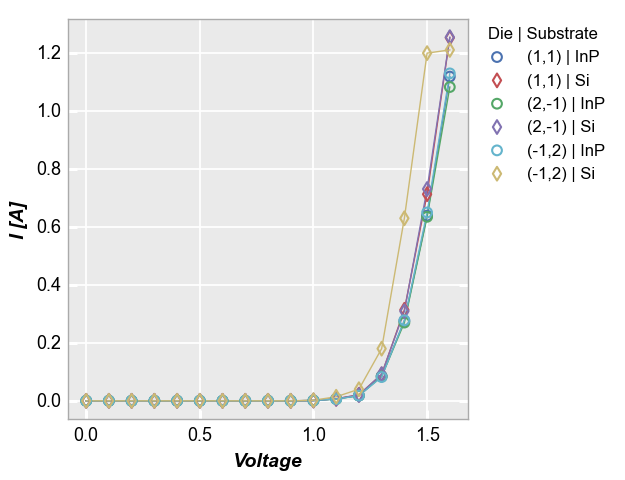 Die | Substrate
(1,1) | InP
(1,1) | Si
(2,-1) | InP
(2,-1) | Si
(-1,2) | InP
(-1,2) | Si
I [A]
1.2
1.0
0.8
0.6
0.4
0.2
0.0
0.0 0.5 1.0 1.5
Voltage